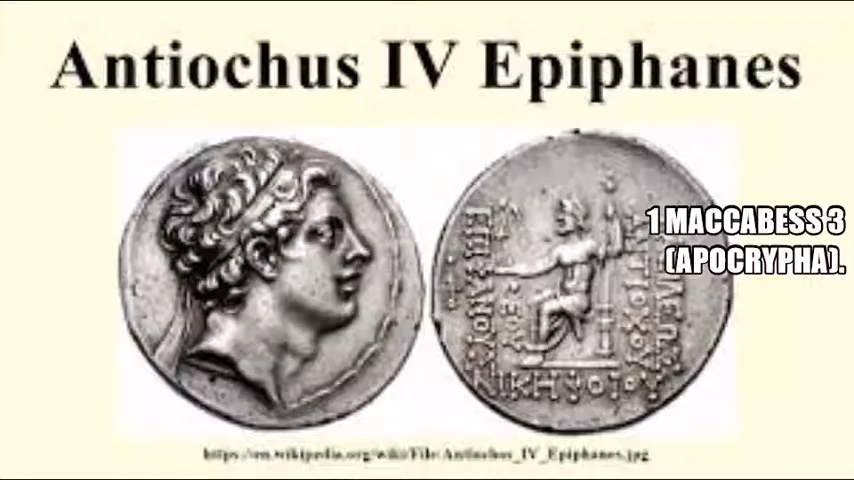 Antiochus IV Epiphanes
1 MACCABESS 3
(APOCRYPHA).
ΑΝΤΙΟΧΟΥ
ΘΕΟΥ
ΕΠΙΦΑΝΟΥΣ
ΝΙΚΗΦΟΡΟΥ
https://en.wikipedia.org/wiki/File:Antiochus_IV_Epiphanes.jpg